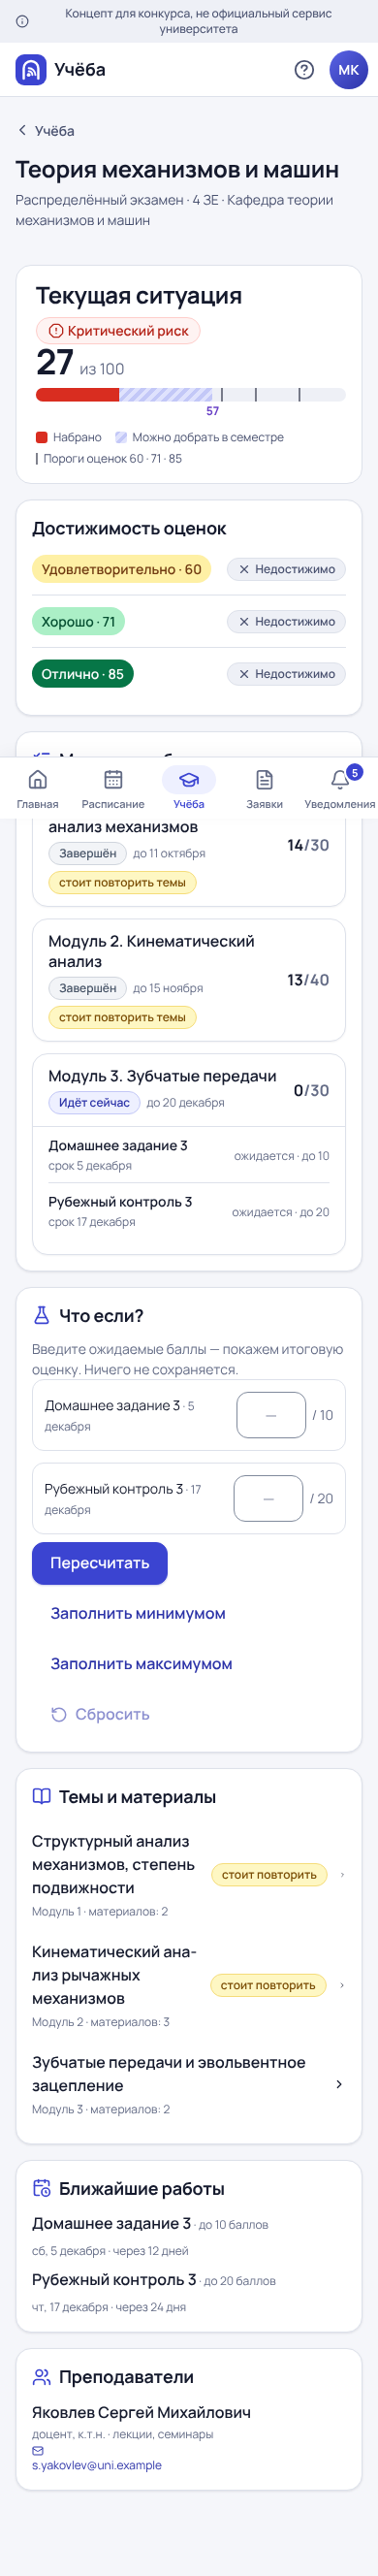 Концепт для конкурса, не официальный сервис
университета
Учёба
МК
Учёба
Теория механизмов и машин
Распределённый экзамен · 4 ЗЕ · Кафедра теории
механизмов и машин
Текущая ситуация
Критический риск
27 из 100
57
Набрано
Можно добрать в семестре
Пороги оценок 60 · 71 · 85
Достижимость оценок
Удовлетворительно · 60
Недостижимо
Хорошо · 71
Недостижимо
Отлично · 85
Недостижимо
5
Главная
Расписание
Учёба
Заявки
Уведомления
анализ механизмов
Завершён до 11 октября
14/30
стоит повторить темы
Модуль 2. Кинематический
анализ
13/40
Завершён до 15 ноября
стоит повторить темы
Модуль 3. Зубчатые передачи
0/30
Идёт сейчас до 20 декабря
Домашнее задание 3
ожидается · до 10
срок 5 декабря
Рубежный контроль 3
ожидается · до 20
срок 17 декабря
Что если?
Введите ожидаемые баллы — покажем итоговую
оценку. Ничего не сохраняется.
Домашнее задание 3 · 5
декабря
— / 10
Рубежный контроль 3 · 17
декабря
— / 20
Пересчитать
Заполнить минимумом
Заполнить максимумом
Сбросить
Темы и материалы
Структурный анализ
механизмов, степень
подвижности
стоит повторить
Модуль 1 · материалов: 2
Кинематический ана-
лиз рычажных
механизмов
стоит повторить
Модуль 2 · материалов: 3
Зубчатые передачи и эвольвентное
зацепление
Модуль 3 · материалов: 2
Ближайшие работы
Домашнее задание 3 · до 10 баллов
сб, 5 декабря · через 12 дней
Рубежный контроль 3 · до 20 баллов
чт, 17 декабря · через 24 дня
Преподаватели
Яковлев Сергей Михайлович
доцент, к.т.н. · лекции, семинары
s.yakovlev@uni.example